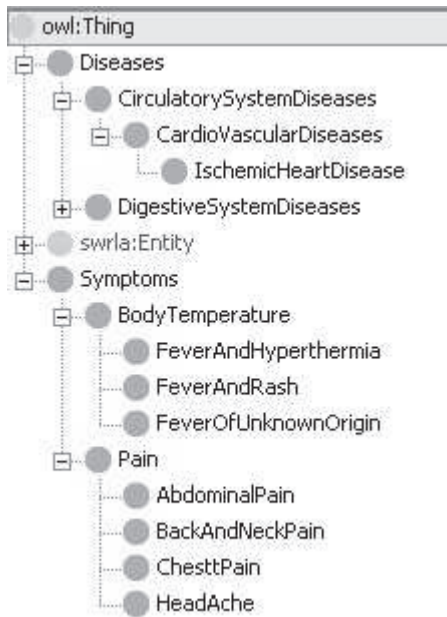 owl:Thing
Diseases
CirculatorySystemDiseases
CardioVascularDiseases
IschemicHeartDisease
DigestiveSystemDiseases
swrla:Entity
Symptoms
BodyTemperature
FeverAndHyperthermia
FeverAndRash
FeverOfUnknownOrigin
Pain
AbdominalPain
BackAndNeckPain
ChesttPain
HeadAche